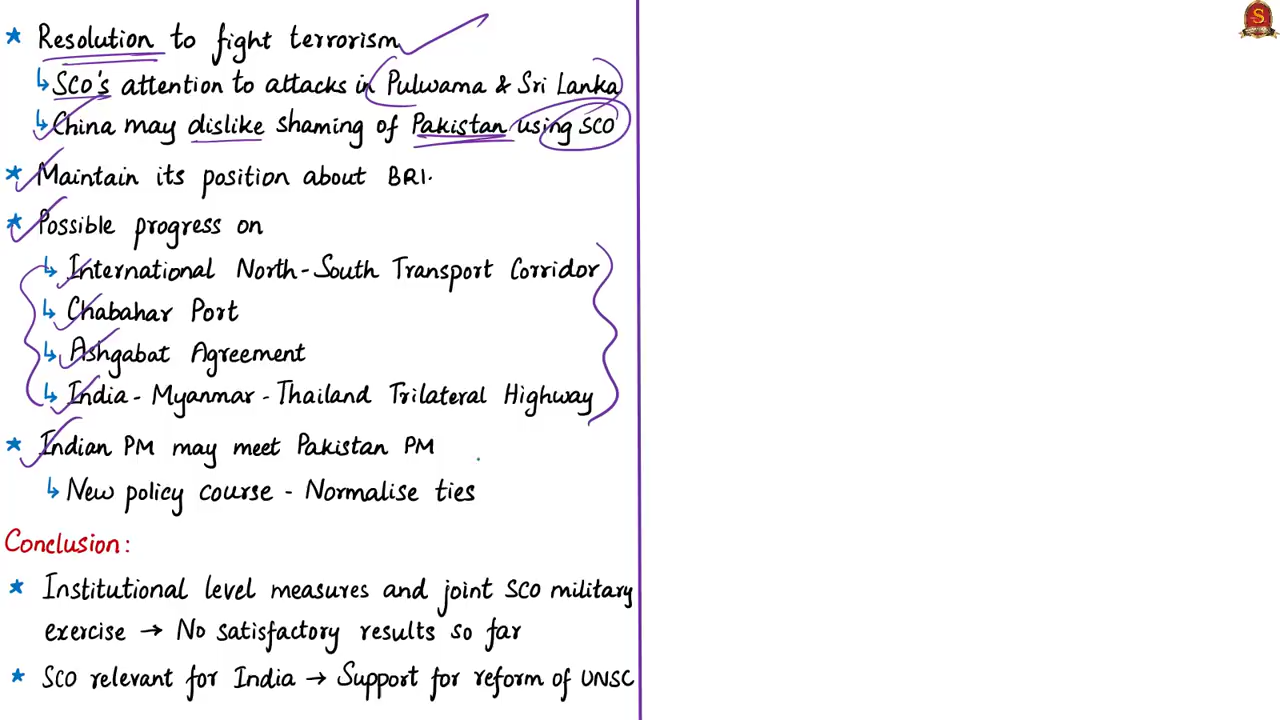 * Resolution to fight terrorism
↳ SCO's attention to attacks in Pulwama & Sri Lanka
↳ China may dislike shaming of Pakistan using SCO
* Maintain its position about BRI.
* Possible progress on
↳ International North-South Transport Corridor
↳ Chabahar Port
↳ Ashgabat Agreement
↳ India - Myanmar - Thailand Trilateral Highway
* Indian PM may meet Pakistan PM
↳ New policy course - Normalise ties
Conclusion:
* Institutional level measures and joint SCO military
exercise → No satisfactory results so far
* SCO relevant for India → Support for reform of UNSC
S